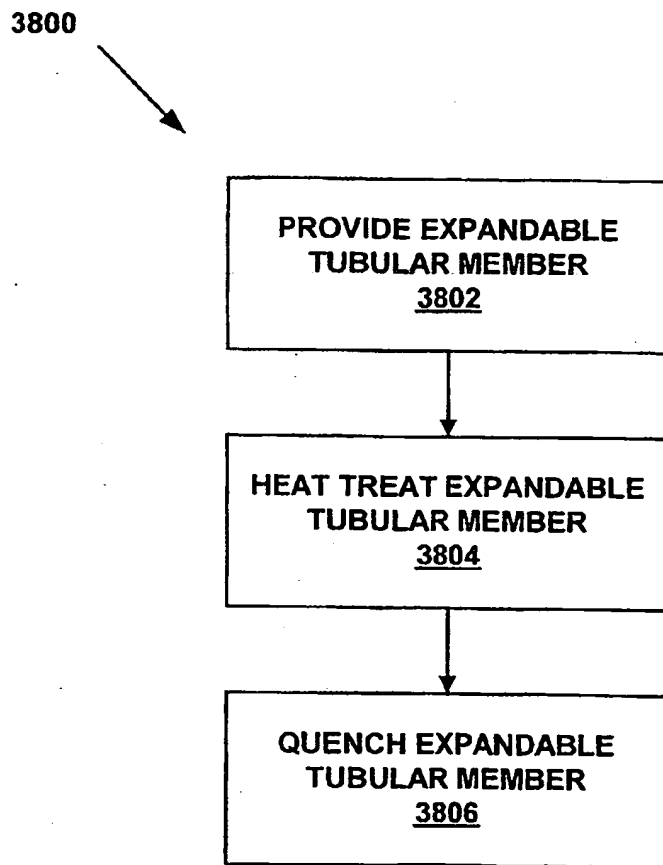 3800
PROVIDE EXPANDABLE
TUBULAR MEMBER
3802
HEAT TREAT EXPANDABLE
TUBULAR MEMBER
3804
QUENCH EXPANDABLE
TUBULAR MEMBER
3806